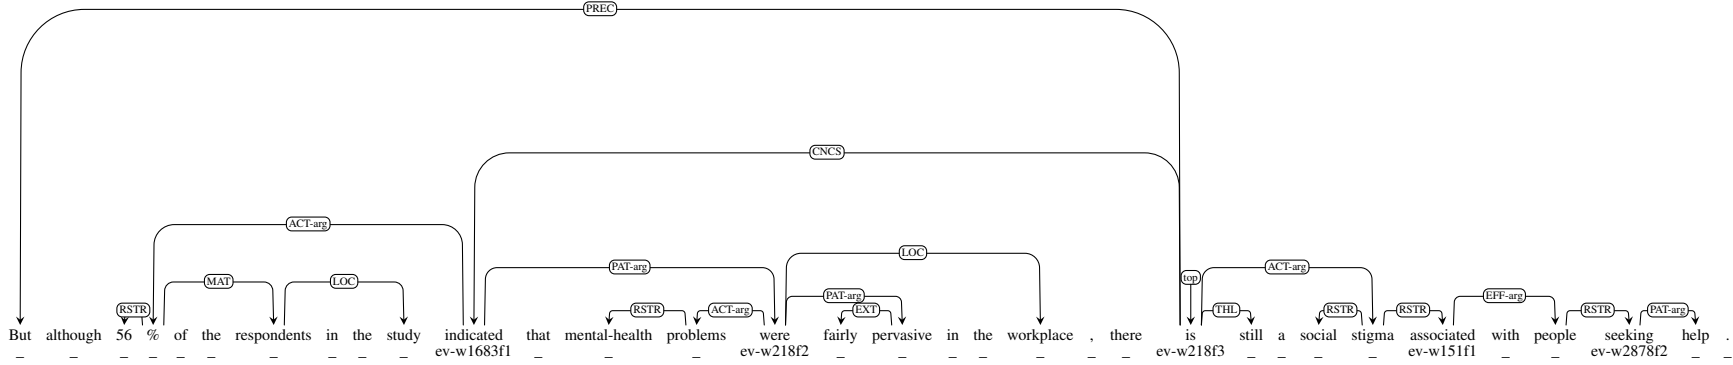 PREC
CNCS
ACT-arg
LOC
PAT-arg ACT-arg
top
MAT LOC
PAT-arg EFF-arg
RSTR RSTR ACT-arg EXT THL RSTR RSTR RSTR PAT-arg
But although 56 % of the respondents in the study indicated that mental-health problems were fairly pervasive in the workplace , there is still a social stigma associated with people seeking help .
_ _ _ _ _ _ _ _ _ _ ev-w1683f1 _ _ _ ev-w218f2 _ _ _ _ _ _ _ ev-w218f3 _ _ _ _ ev-w151f1 _ _ ev-w2878f2 _ _